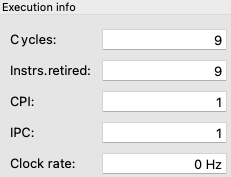 Execution info
Cycles:
9
Instrs.retired:
9
CPI:
1
IPC:
1
Clock rate:
0 Hz